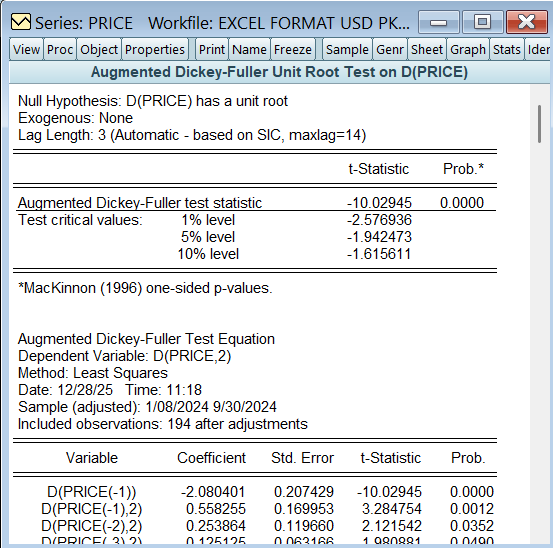 Series: PRICE Workfile: EXCEL FORMAT USD PK...
View Proc Object Properties Print Name Freeze Sample Genr Sheet Graph Stats Iden
Augmented Dickey-Fuller Unit Root Test on D(PRICE)
Null Hypothesis: D(PRICE) has a unit root
Exogenous: None
Lag Length: 3 (Automatic - based on SIC, maxlag=14)
t-Statistic Prob.*
Augmented Dickey-Fuller test statistic -10.02945 0.0000
Test critical values: 1% level -2.576936
5% level -1.942473
10% level -1.615611
*MacKinnon (1996) one-sided p-values.
Augmented Dickey-Fuller Test Equation
Dependent Variable: D(PRICE,2)
Method: Least Squares
Date: 12/28/25 Time: 11:18
Sample (adjusted): 1/08/2024 9/30/2024
Included observations: 194 after adjustments
Variable Coefficient Std. Error t-Statistic Prob.
D(PRICE(-1)) -2.080401 0.207429 -10.02945 0.0000
D(PRICE(-1),2) 0.558255 0.169953 3.284754 0.0012
D(PRICE(-2),2) 0.253864 0.119660 2.121542 0.0352
D(PRICE(-3),2) 0.125125 0.063166 1.980881 0.0490